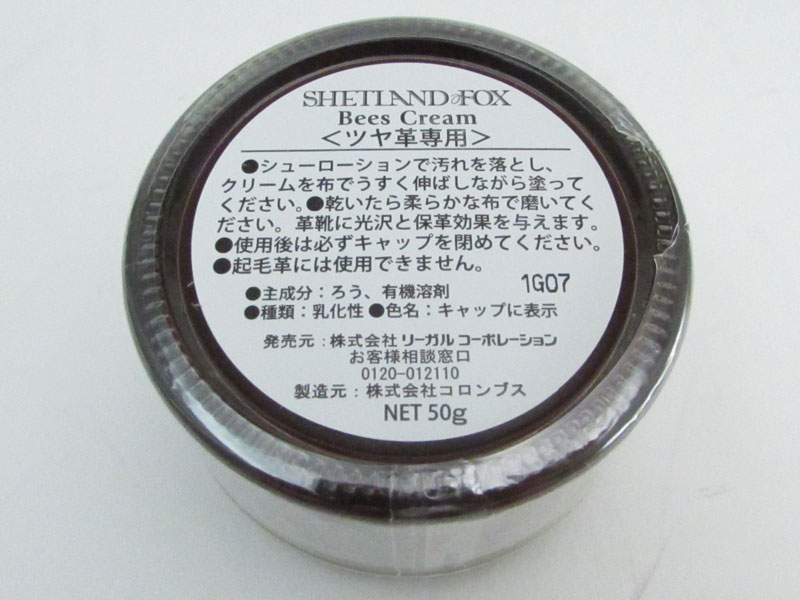 SHETLAND & FOX
Bees Cream
＜ツヤ革専用＞
●シューローションで汚れを落とし、
クリームを布でうすく伸ばしながら塗って
ください。●乾いたら柔らかな布で磨いてく
ださい。革靴に光沢と保革効果を与えます。
●使用後は必ずキャップを閉めてください。
●起毛革には使用できません。
1G07
●主成分：ろう、有機溶剤
●種類：乳化性 ●色名：キャップに表示
発売元：株式会社 リーガル コーポレーション
お客様相談窓口
0120-012110
製造元：株式会社コロンブス
NET 50g